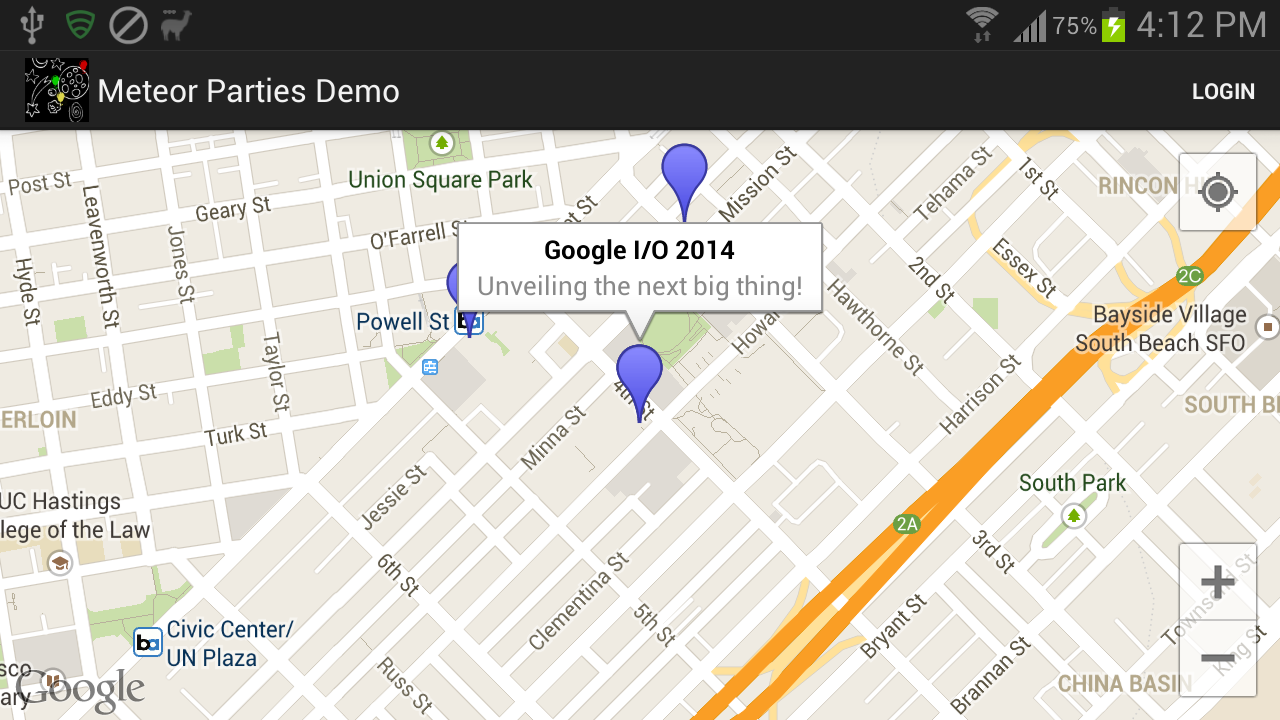 75%
4:12 PM
Meteor Parties Demo
LOGIN
Post St
Leavenworth St
Geary St
Union Square Park
Mission St
Tehama St
1st St
RINCON H
Jones St
O'Farrell S
et St
Hyde St
Google I/O 2014
Unveiling the next big thing!
Essex St
2nd St
2C
Powell St
Hawthorne St
Howa
Bayside Village
South Beach SFO
Taylor St
Eddy St
4th St
Harrison St
SOUTH BE
ERLOIN
Turk St
Minna St
Jessie St
South Park
UC Hastings
lege of the Law
2A
3rd St
6th St
Clementina St
5th St
Townsend St
Civic Center/
UN Plaza
Bryant St
King St
Russ St
Brannan St
CHINA BASIN
sco
ary
Google